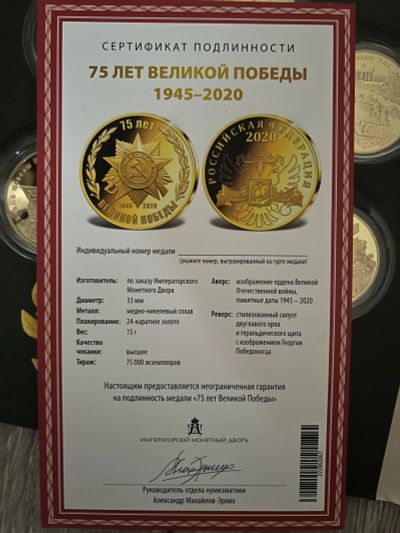 СЕРТИФИКАТ ПОДЛИННОСТИ
75 ЛЕТ ВЕЛИКОЙ ПОБЕДЫ
1945–2020
75 ЛЕТ
1945 2020
ВЕЛИКОЙ ПОБЕДЫ
РОССИЙСКАЯ ФЕДЕРАЦИЯ
2020
Индивидуальный номер медали
(укажите номер, выгравированный на гурте медали)
Изготовитель: по заказу Императорского
Монетного Двора
Диаметр: 33 мм
Металл: медно-никелевый сплав
Плакирование: 24-каратное золото
Вес: 15 г
Качество
чеканки: высшее
Тираж: 75 000 экземпляров
Аверс: изображение ордена Великой
Отечественной войны,
памятные даты 1945 – 2020
Реверс: стилизованный силуэт
двуглавого орла
и геральдического щита
с изображением Георгия
Победоносца
Настоящим предоставляется неограниченная гарантия
на подлинность медали «75 лет Великой Победы»
ИМПЕРАТОРСКІЙ МОНЕТНЫЙ ДВОРЪ
Руководитель отдела нумизматики
Александр Михайлов-Эрлих